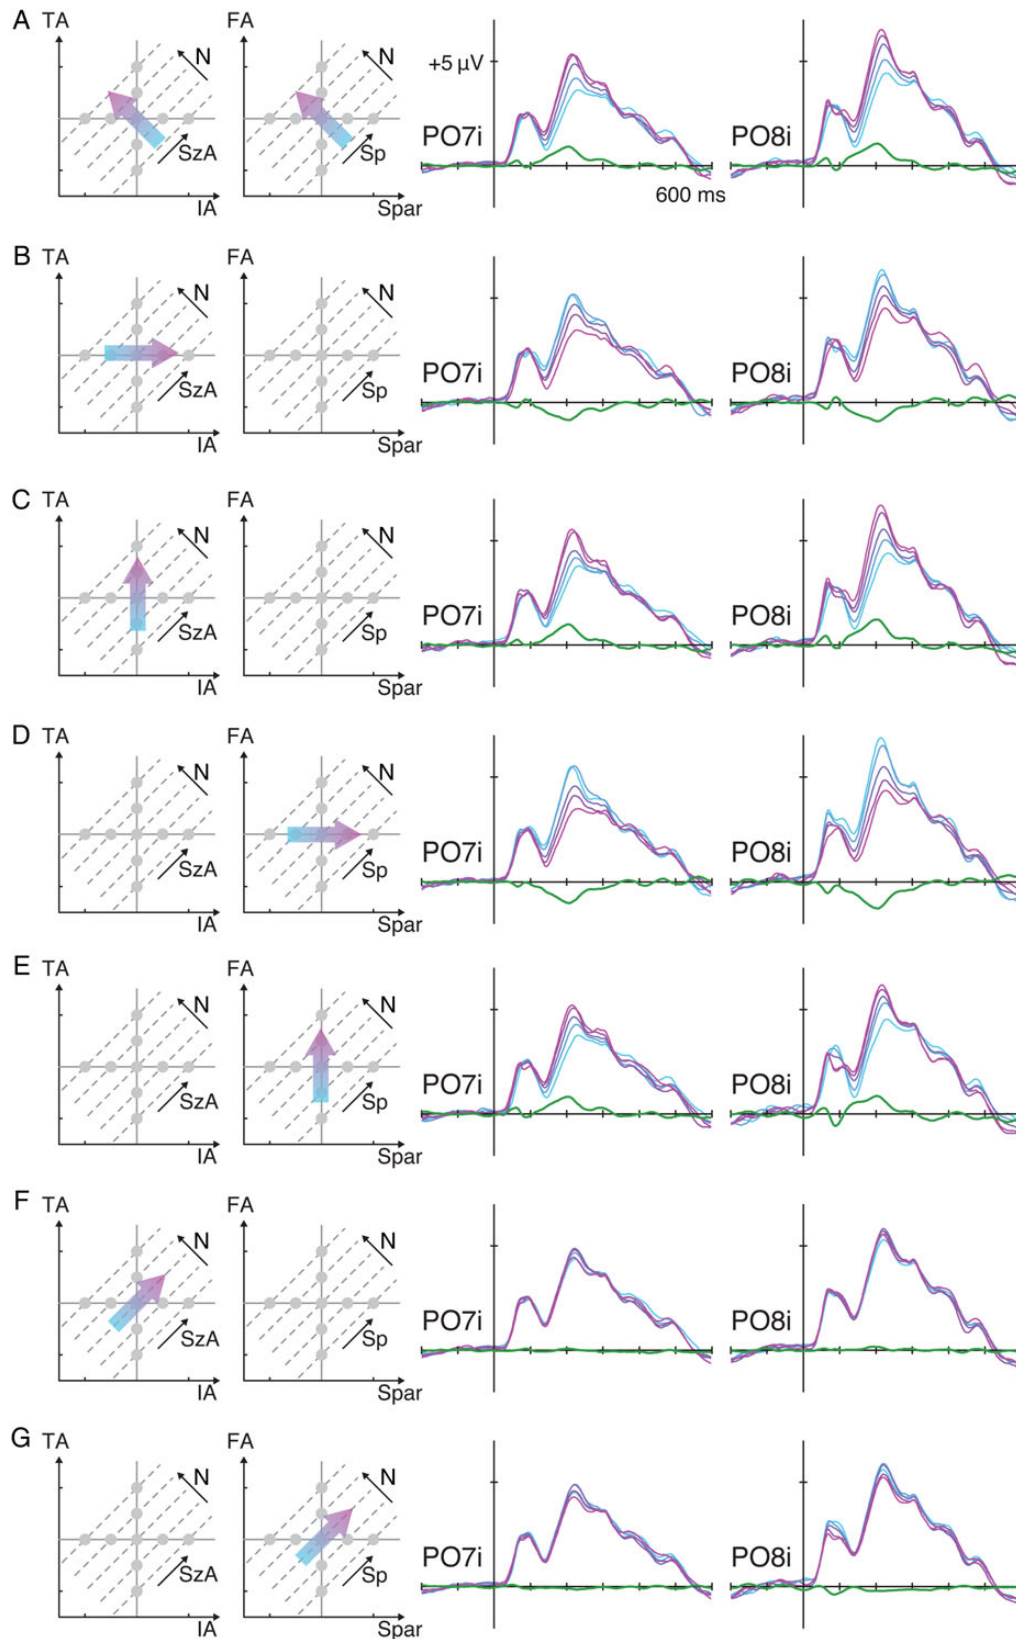 A TA FA
N N
+5 µV
SzA Sp PO7i PO8i
IA Spar 600 ms
B TA FA
N N
SzA Sp PO7i PO8i
IA Spar
C TA FA
N N
SzA Sp PO7i PO8i
IA Spar
D TA FA
N N
SzA Sp PO7i PO8i
IA Spar
E TA FA
N N
SzA Sp PO7i PO8i
IA Spar
F TA FA
N N
SzA Sp PO7i PO8i
IA Spar
G TA FA
N N
SzA Sp PO7i PO8i
IA Spar